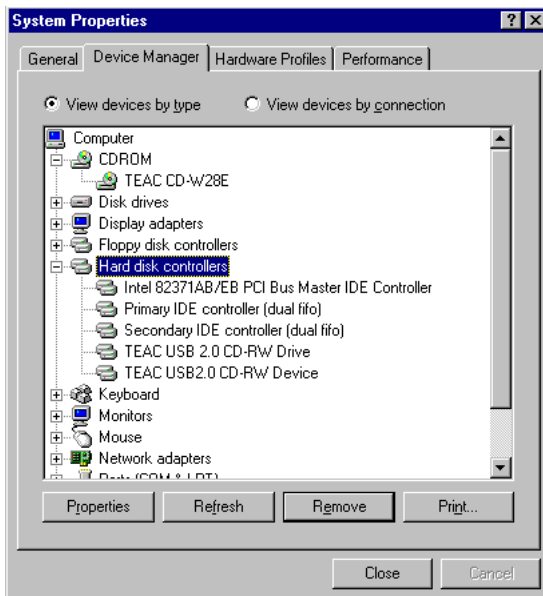 System Properties
General Device Manager Hardware Profiles Performance
View devices by type View devices by connection
Computer
CDROM
TEAC CD-W28E
Disk drives
Display adapters
Floppy disk controllers
Hard disk controllers
Intel 82371AB/EB PCI Bus Master IDE Controller
Primary IDE controller (dual fifo)
Secondary IDE controller (dual fifo)
TEAC USB 2.0 CD-RW Drive
TEAC USB2.0 CD-RW Device
Keyboard
Monitors
Mouse
Network adapters
Ports (COM & LPT)
Properties Refresh Remove Print...
Close Cancel